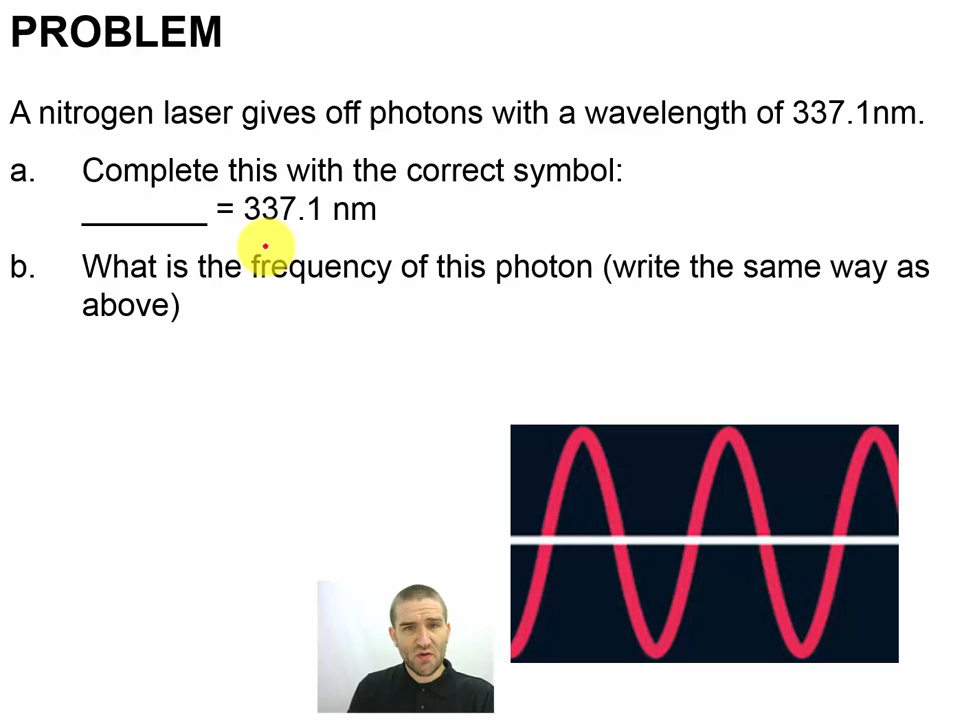 PROBLEM
A nitrogen laser gives off photons with a wavelength of 337.1nm.
a. Complete this with the correct symbol:
_______ = 337.1 nm
b. What is the frequency of this photon (write the same way as
above)